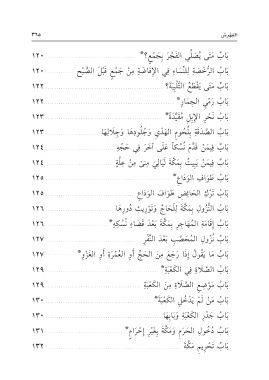 الفهرس ٣٦٥
بَابُ مَتَى يُصَلِّي الفَجْرَ بِجَمْعٍ؟* ١٢٠
بَابُ الرُّخْصَةِ لِلنِّسَاءِ فِي الإِفَاضَةِ مِنْ جَمْعٍ قَبْلَ الصُّبْحِ ١٢٠
بَابٌ مَتَى يَقْطَعُ التَّلْبِيَةَ؟ ١٢٢
بَابُ رَمْيِ الجِمَارِ* ١٢٢
بَابُ نَحْرِ الإِبِلِ مُقَيَّدَةً* ١٢٣
بَابُ الصَّدَقَةِ بِلُحُومِ الهَدْيِ وَجُلُودِهَا وَجِلَالِهَا ١٢٣
بَابٌ فِيمَنْ قَدَّمَ نُسُكاً عَلَى آخَرَ فِي حَجِّهِ ١٢٤
بَابٌ فِيمَنْ يَبِيتُ بِمَكَّةَ لَيَالِيَ مِنًى مِنْ عِلَّةٍ ١٢٤
بَابُ طَوَافِ الوَدَاعِ* ١٢٥
بَابُ تَرْكِ الحَائِضِ طَوَافَ الوَدَاعِ ١٢٥
بَابُ النُّزُولِ بِمَكَّةَ لِلْحَاجِّ وَتَوْرِيثِ دُورِهَا ١٢٦
بَابُ إِقَامَةِ المُهَاجِرِ بِمَكَّةَ بَعْدَ قَضَاءِ نُسُكِهِ* ١٢٦
بَابُ نُزُولِ المُحَصَّبِ بَعْدَ النَّفْرِ ١٢٧
بَابُ مَا يَقُولُ إِذَا رَجَعَ مِنَ الحَجِّ أَوِ العُمْرَةِ أَوِ الغَزْوِ* ١٢٧
بَابُ الصَّلَاةِ فِي الكَعْبَةِ* ١٢٩
بَابُ مَوْضِعِ الصَّلَاةِ مِنَ الكَعْبَةِ ١٢٩
بَابُ مَنْ لَمْ يَدْخُلِ الكَعْبَةَ* ١٣٠
بَابُ جَدْرِ الكَعْبَةِ وَبَابِهَا ١٣٠
بَابُ دُخُولِ الحَرَمِ وَمَكَّةَ بِغَيْرِ إِحْرَامٍ* ١٣١
بَابُ تَحْرِيمِ مَكَّةَ ١٣٢